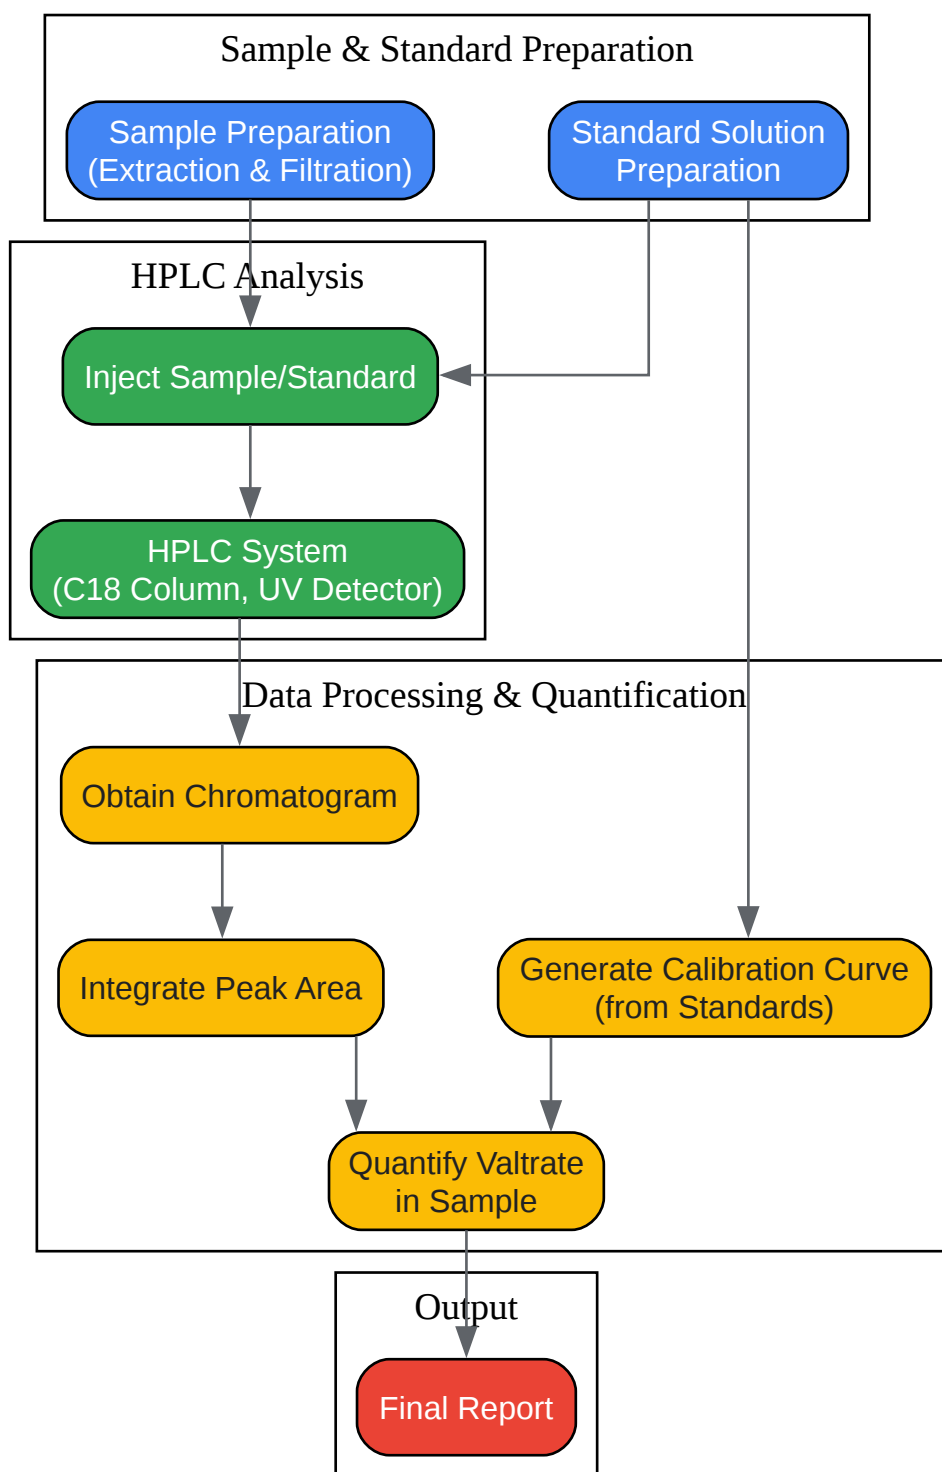 Sample & Standard Preparation
Sample Preparation
(Extraction & Filtration)
Standard Solution
Preparation
HPLC Analysis
Inject Sample/Standard
HPLC System
(C18 Column, UV Detector)
Data Processing & Quantification
Obtain Chromatogram
Integrate Peak Area
Generate Calibration Curve
(from Standards)
Quantify Valtrate
in Sample
Output
Final Report